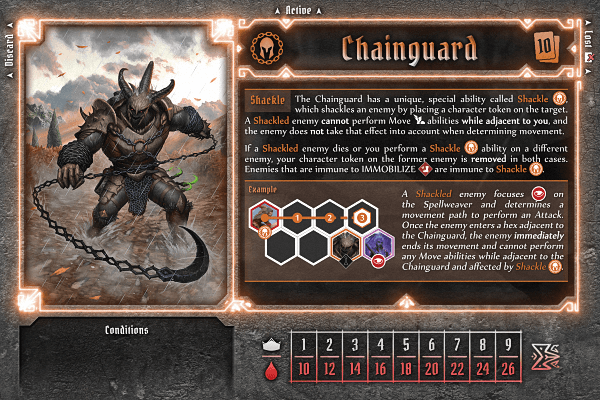 Active
Discard
Lost
Chainguard
10
Shackle The Chainguard has a unique, special ability called Shackle ,
which shackles an enemy by placing a character token on the target.
A Shackled enemy cannot perform Move abilities while adjacent to you, and
the enemy does not take that effect into account when determining movement.
If a Shackled enemy dies or you perform a Shackle ability on a different
enemy, your character token on the former enemy is removed in both cases.
Enemies that are immune to IMMOBILIZE are immune to Shackle .
Example
1 2 3
A Shackled enemy focuses on
the Spellweaver and determines a
movement path to perform an Attack.
Once the enemy enters a hex adjacent to
the Chainguard, the enemy immediately
ends its movement and cannot perform
any Move abilities while adjacent to the
Chainguard and affected by Shackle .
Conditions
1 2 3 4 5 6 7 8 9
10 12 14 16 18 20 22 24 26